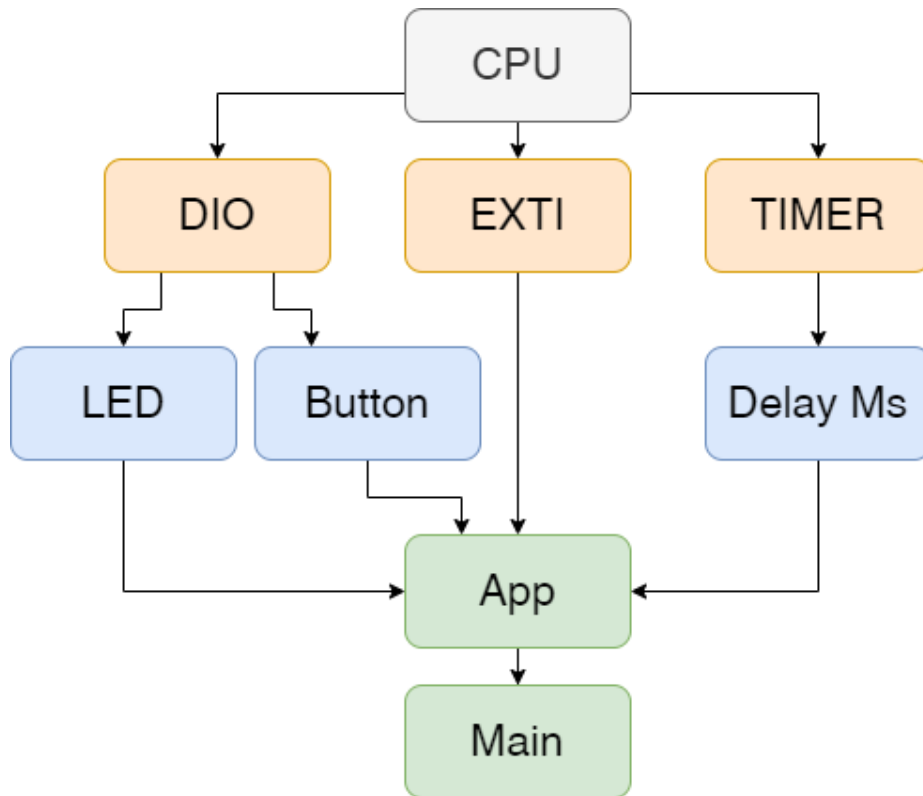 CPU
DIO
EXTI
TIMER
LED
Button
Delay Ms
App
Main